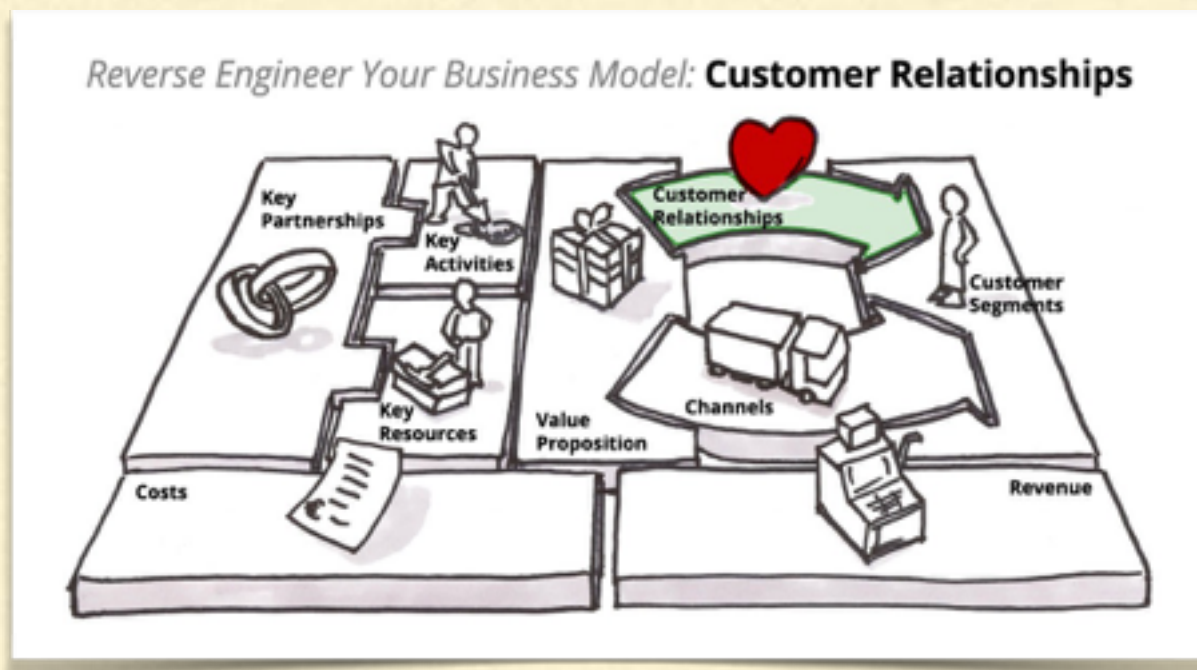 Reverse Engineer Your Business Model: Customer Relationships
Key
Partnerships
Key
Activities
Key
Resources
Value
Proposition
Customer
Relationships
Channels
Customer
Segments
Costs
Revenue